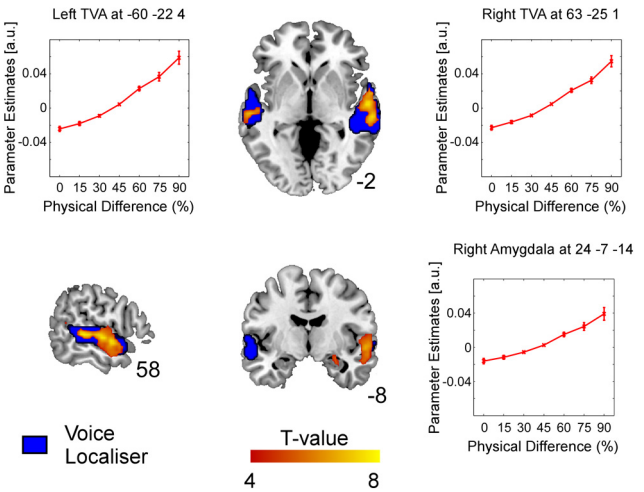 Left TVA at -60 -22 4
Parameter Estimates [a.u.]
0.04
0
-0.04
0 15 30 45 60 75 90
Physical Difference (%)
-2
Right TVA at 63 -25 1
Parameter Estimates [a.u.]
0.04
0
-0.04
0 15 30 45 60 75 90
Physical Difference (%)
58
-8
Right Amygdala at 24 -7 -14
Parameter Estimates [a.u.]
0.04
0
-0.04
0 15 30 45 60 75 90
Physical Difference (%)
Voice
Localiser
T-value
4 8